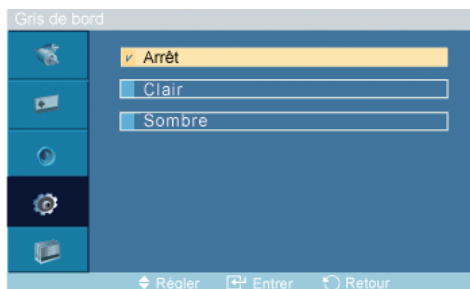 Gris de bord
Arrêt
Clair
Sombre
Régler Entrer Retour